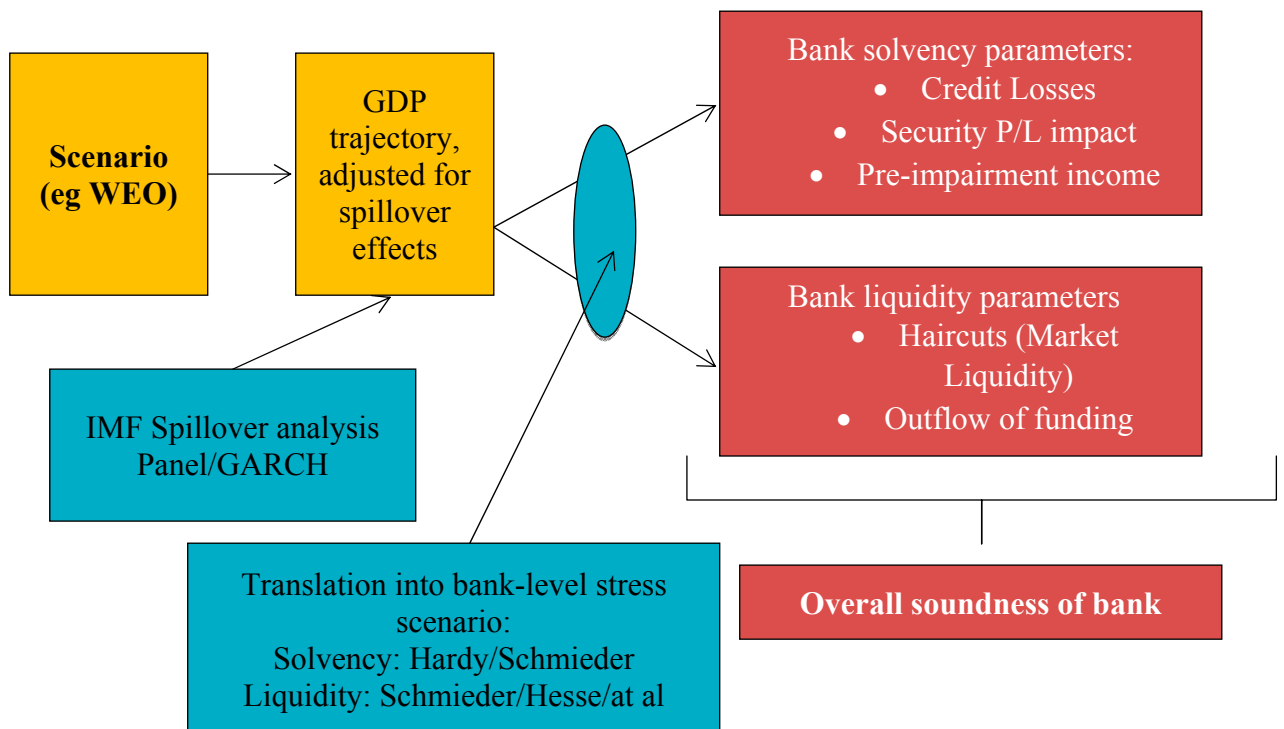 Scenario
(eg WEO)
GDP
trajectory,
adjusted for
spillover
effects
Bank solvency parameters:
• Credit Losses
• Security P/L impact
• Pre-impairment income
Bank liquidity parameters
• Haircuts (Market
Liquidity)
• Outflow of funding
IMF Spillover analysis
Panel/GARCH
Translation into bank-level stress
scenario:
Solvency: Hardy/Schmieder
Liquidity: Schmieder/Hesse/at al
Overall soundness of bank